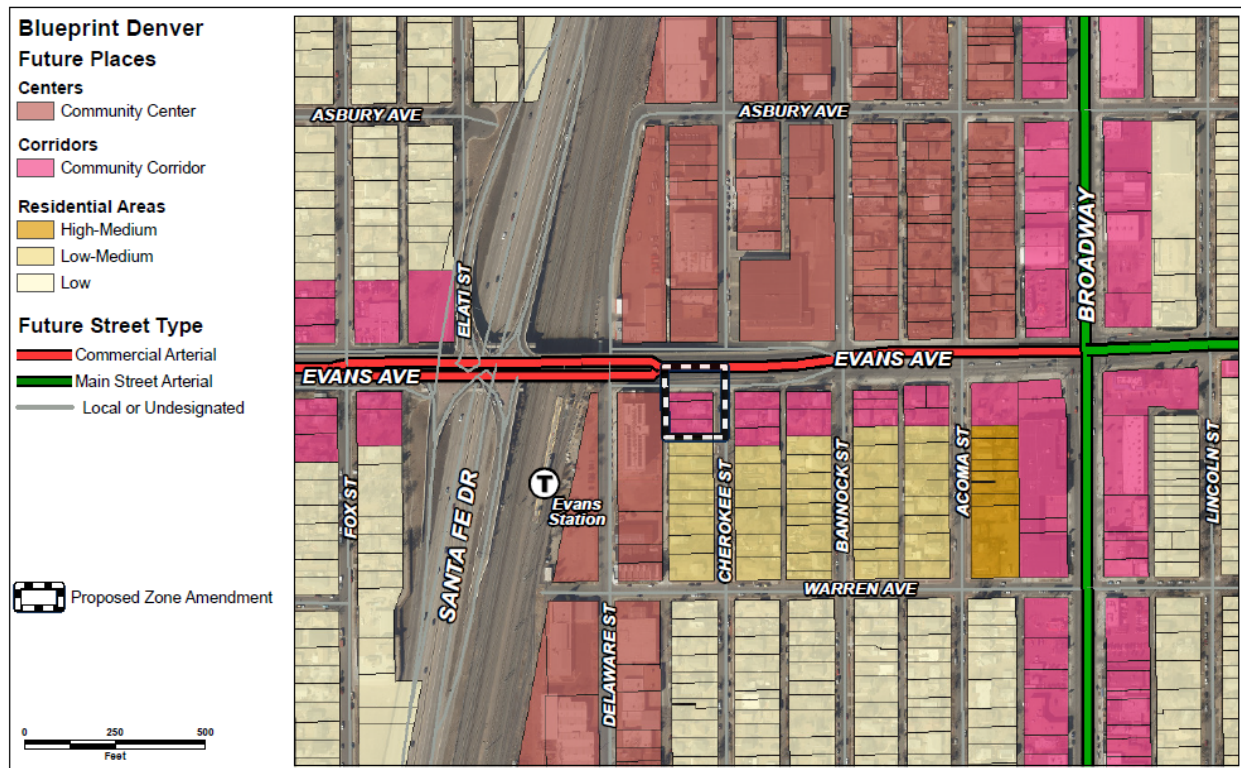 Blueprint Denver
Future Places
Centers
Community Center
Corridors
Community Corridor
Residential Areas
High-Medium
Low-Medium
Low
Future Street Type
Commercial Arterial
Main Street Arterial
Local or Undesignated
Proposed Zone Amendment
0 250 500
Feet
ASBURY AVE
ASBURY AVE
ELATI ST
BROADWAY
EVANS AVE
EVANS AVE
FOX ST
SANTA FE DR
T
Evans
Station
CHEROKEE ST
BANNOCK ST
ACOMA ST
LINCOLN ST
WARREN AVE
DELAWARE ST